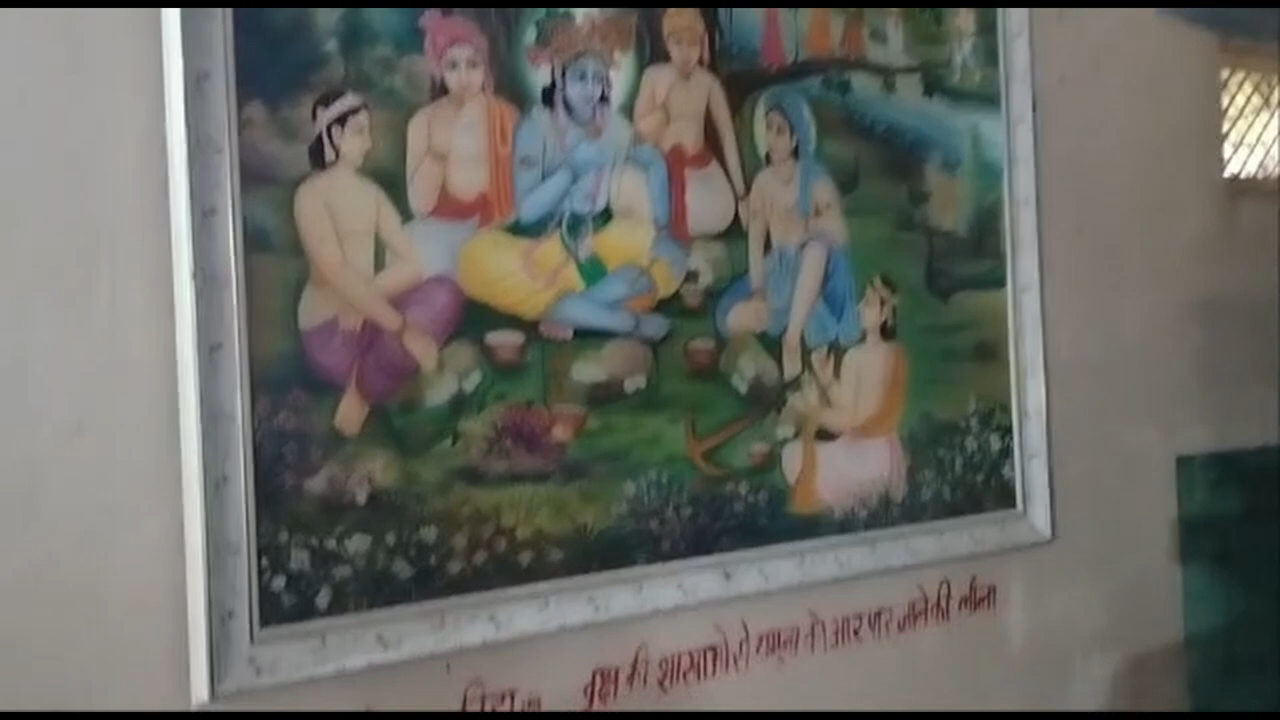 वृक्ष की शाखाओ से यमुना के आर पार जाने की लीला